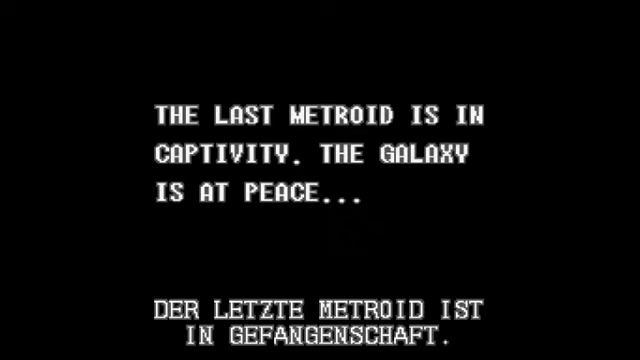 THE LAST METROID IS IN
CAPTIVITY. THE GALAXY
IS AT PEACE...
DER LETZTE METROID IST
IN GEFANGENSCHAFT.